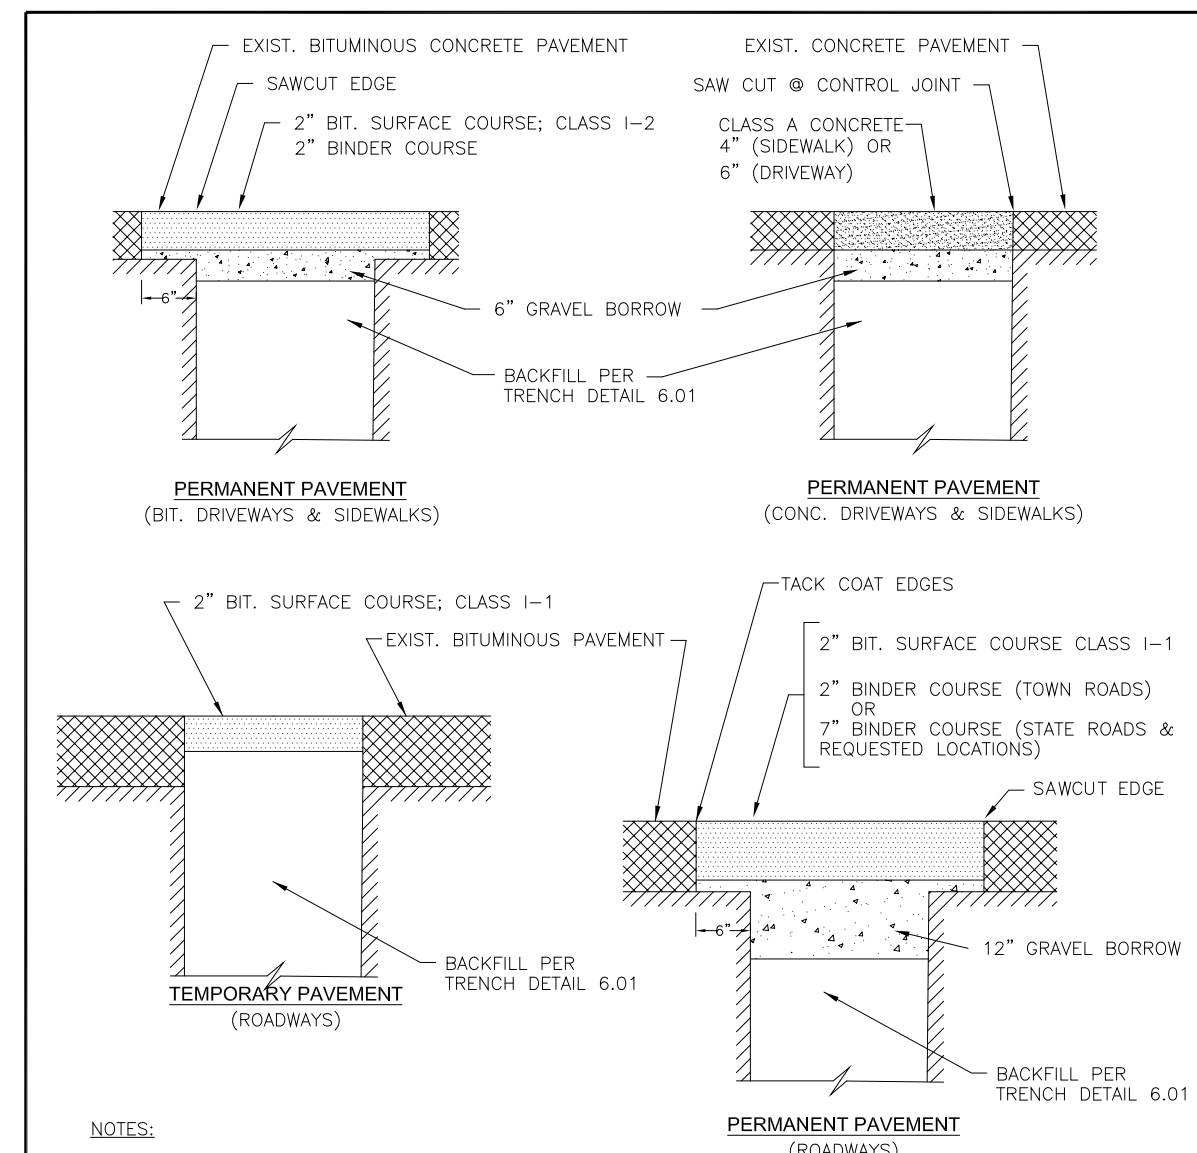 EXIST. BITUMINOUS CONCRETE PAVEMENT
SAWCUT EDGE
2" BIT. SURFACE COURSE; CLASS I-2
2" BINDER COURSE
6"
PERMANENT PAVEMENT
(BIT. DRIVEWAYS & SIDEWALKS)
EXIST. CONCRETE PAVEMENT
SAW CUT @ CONTROL JOINT
CLASS A CONCRETE
4" (SIDEWALK) OR
6" (DRIVEWAY)
6" GRAVEL BORROW
BACKFILL PER
TRENCH DETAIL 6.01
PERMANENT PAVEMENT
(CONC. DRIVEWAYS & SIDEWALKS)
2" BIT. SURFACE COURSE; CLASS I-1
EXIST. BITUMINOUS PAVEMENT
BACKFILL PER
TRENCH DETAIL 6.01
TEMPORARY PAVEMENT
(ROADWAYS)
TACK COAT EDGES
2" BIT. SURFACE COURSE CLASS I-1
2" BINDER COURSE (TOWN ROADS)
OR
7" BINDER COURSE (STATE ROADS &
REQUESTED LOCATIONS)
SAWCUT EDGE
6"
12" GRAVEL BORROW
BACKFILL PER
TRENCH DETAIL 6.01
PERMANENT PAVEMENT
(ROADWAYS)
NOTES: